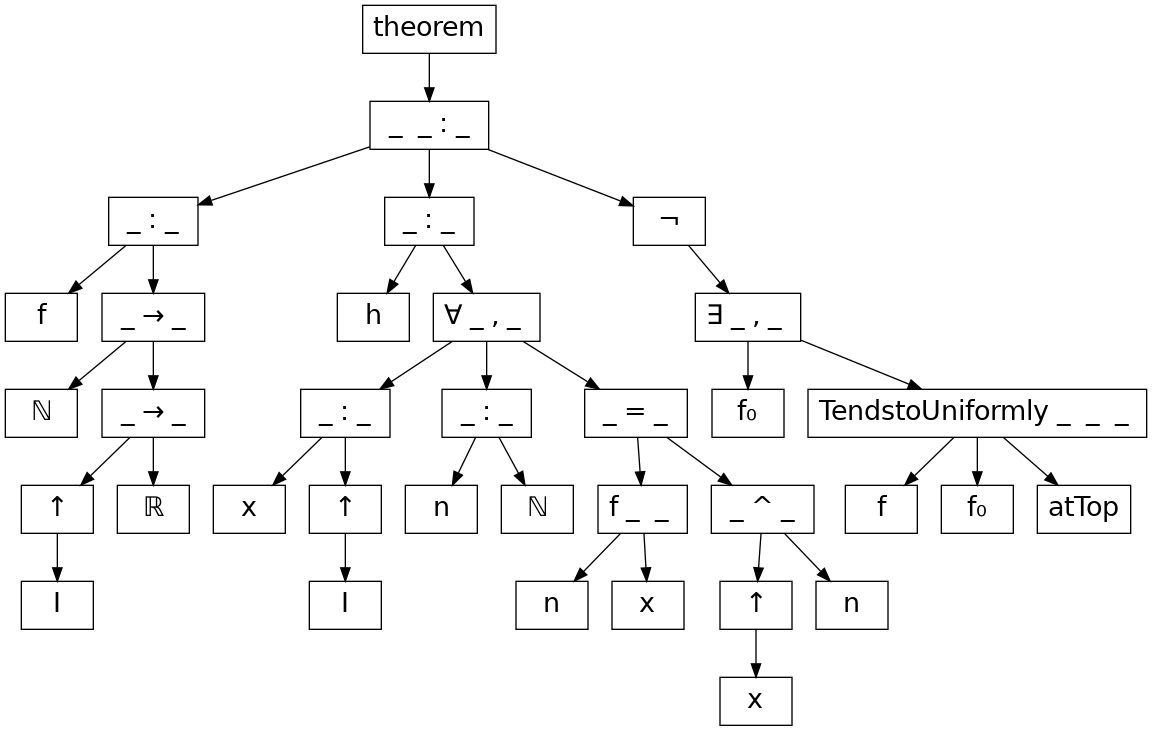 theorem
_ _ : _
_ : _ _ : _ ¬
f _ → _ h ∀ _ , _ ∃ _ , _
ℕ _ → _ _ : _ _ : _ _ = _ f₀ TendstoUniformly _ _ _
↑ ℝ x ↑ n ℕ f _ _ _ ^ _ f f₀ atTop
I I n x ↑ n
x